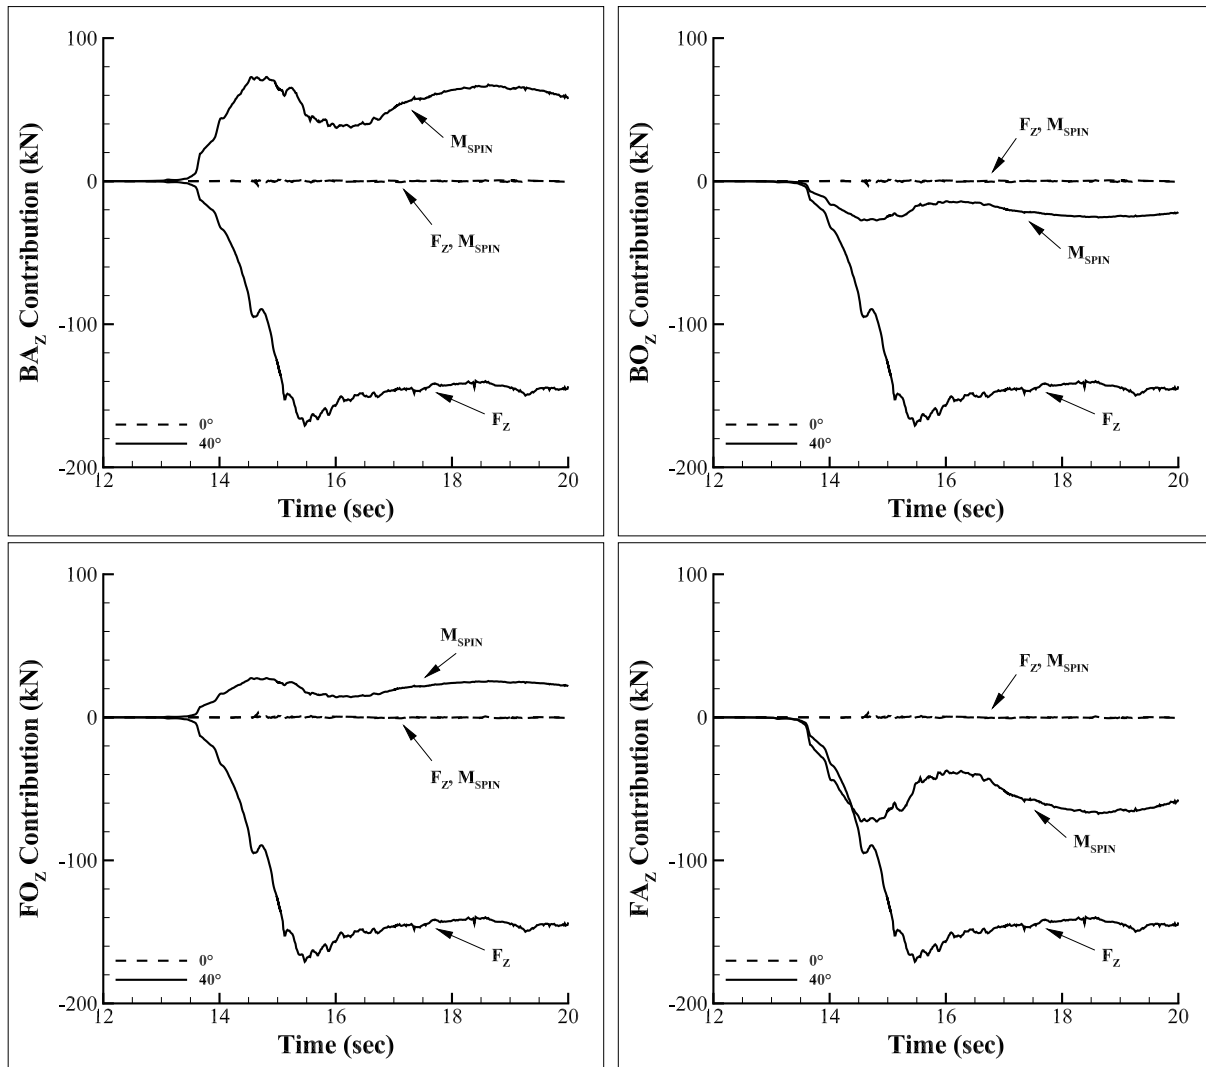 100
0
-100
-200
BA_Z Contribution (kN)
M_SPIN
F_Z, M_SPIN
F_Z
0°
40°
12 14 16 18 20
Time (sec)
100
0
-100
-200
BO_Z Contribution (kN)
F_Z, M_SPIN
M_SPIN
F_Z
0°
40°
12 14 16 18 20
Time (sec)
100
0
-100
-200
FO_Z Contribution (kN)
M_SPIN
F_Z, M_SPIN
F_Z
0°
40°
12 14 16 18 20
Time (sec)
100
0
-100
-200
FA_Z Contribution (kN)
F_Z, M_SPIN
M_SPIN
F_Z
0°
40°
12 14 16 18 20
Time (sec)